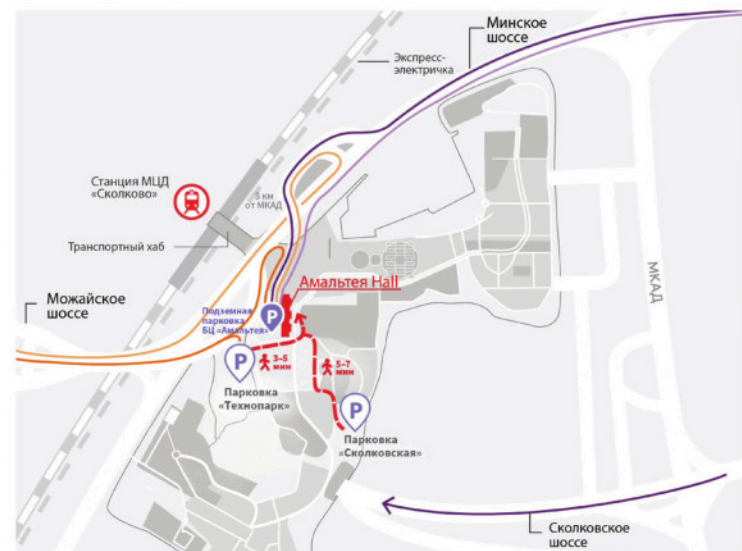 Минское
шоссе
Экспресс-
электричка
Станция МЦД
«Сколково»
3 км
от МКАД
Транспортный хаб
Амальтея Hall
МКАД
Можайское
шоссе
Подземная
парковка
БЦ «Амальтея»
P
P
3–5
мин
5–7
мин
Парковка
«Технопарк»
P
Парковка
«Сколковская»
Сколковское
шоссе